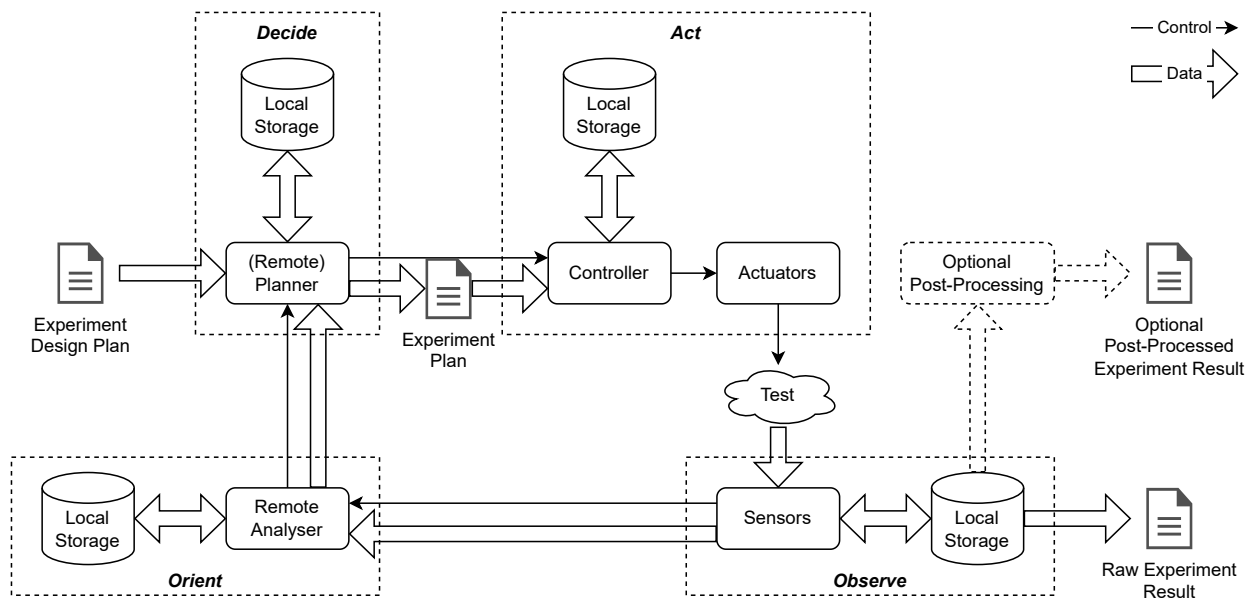 Decide
Act
Control
Data
Local
Storage
Local
Storage
(Remote)
Planner
Controller
Actuators
Optional
Post-Processing
Experiment
Design Plan
Experiment
Plan
Optional
Post-Processed
Experiment Result
Test
Local
Storage
Remote
Analyser
Sensors
Local
Storage
Orient
Observe
Raw Experiment
Result